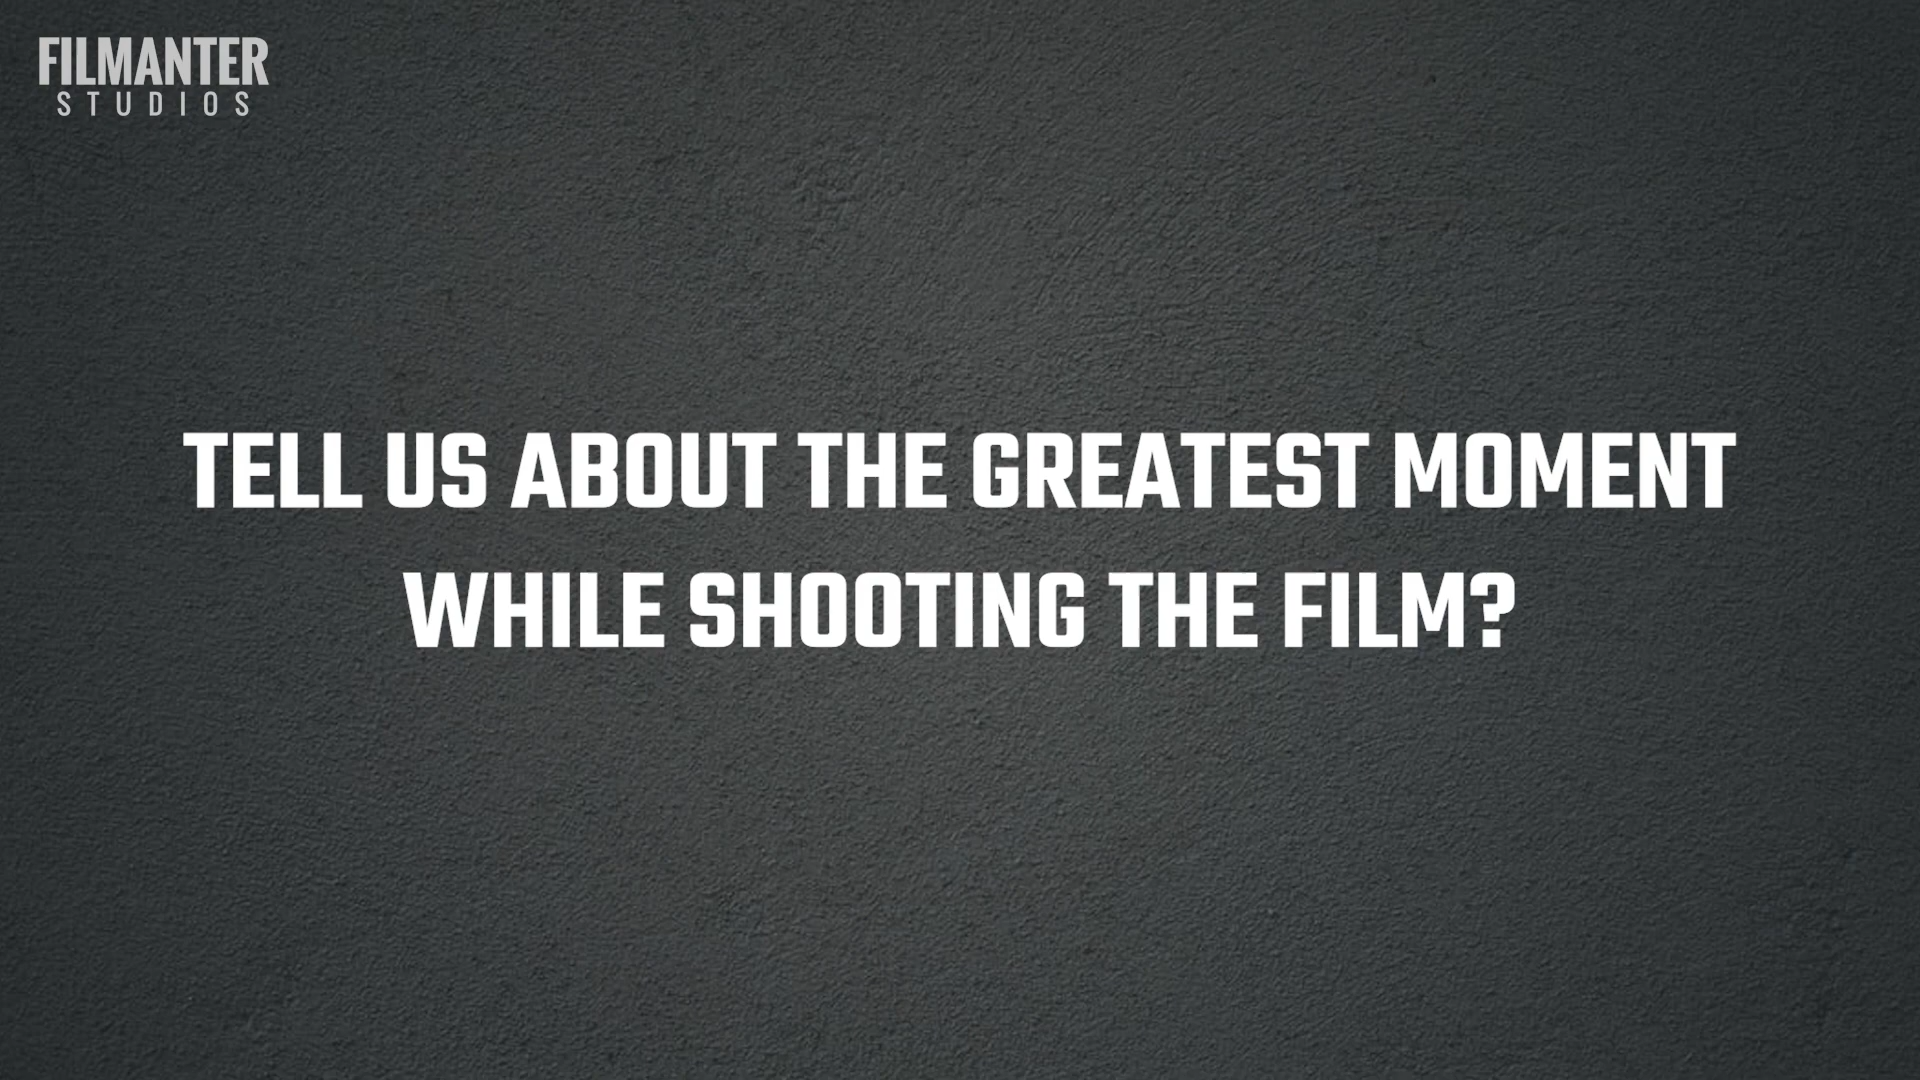 FILMANTER
STUDIOS
TELL US ABOUT THE GREATEST MOMENT
WHILE SHOOTING THE FILM?